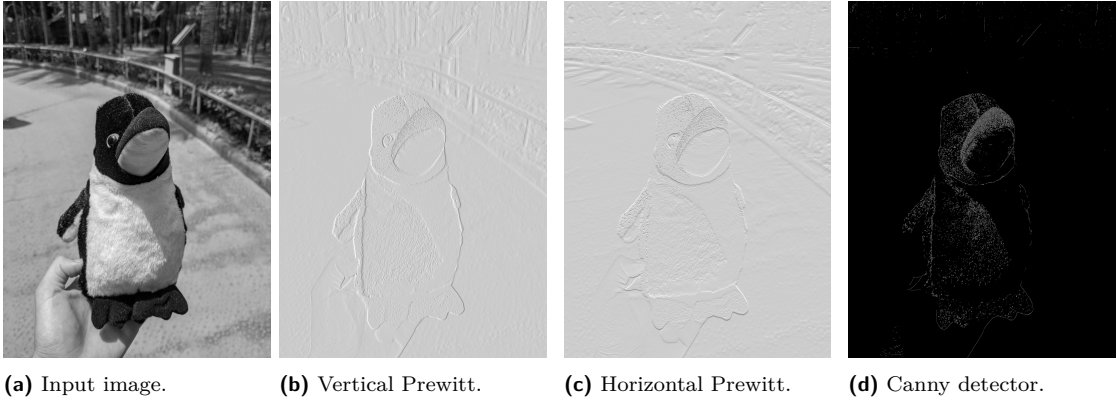 (a) Input image.
(b) Vertical Prewitt.
(c) Horizontal Prewitt.
(d) Canny detector.